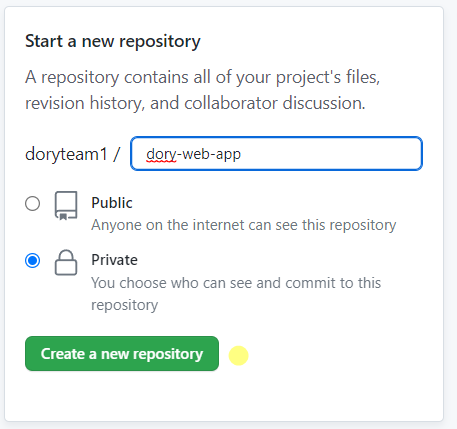 Start a new repository
A repository contains all of your project's files,
revision history, and collaborator discussion.
doryteam1 / dory-web-app
Public
Anyone on the internet can see this repository
Private
You choose who can see and commit to this
repository
Create a new repository